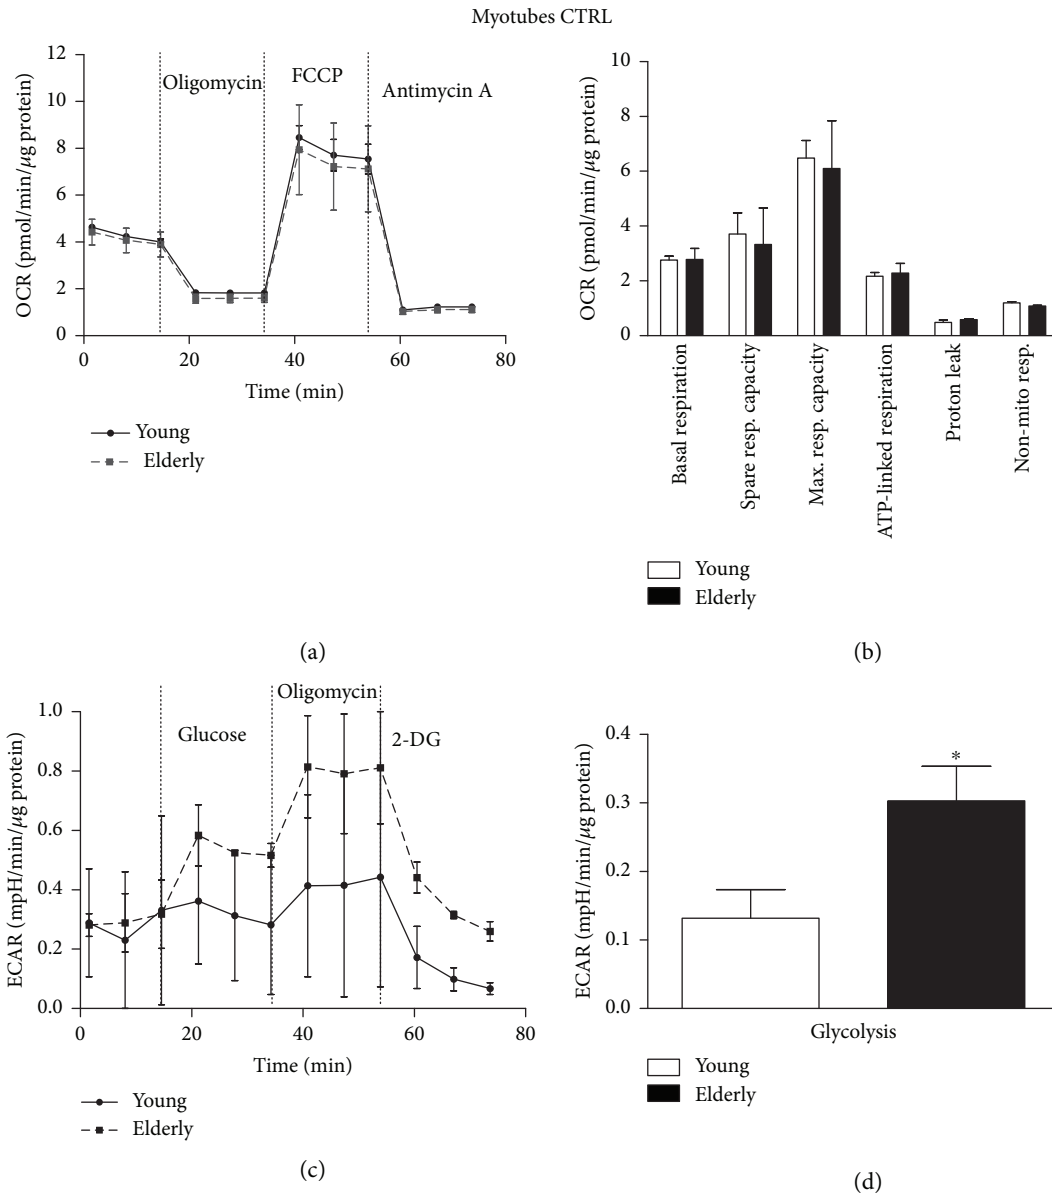 Myotubes CTRL
12
10
8
6
4
2
0
OCR (pmol/min/μg protein)
Oligomycin
FCCP
Antimycin A
0 20 40 60 80
Time (min)
Young
Elderly
(a)
10
8
6
4
2
0
OCR (pmol/min/μg protein)
Basal respiration
Spare resp. capacity
Max. resp. capacity
ATP-linked respiration
Proton leak
Non-mito resp.
Young
Elderly
(b)
1.0
0.8
0.6
0.4
0.2
0.0
ECAR (mpH/min/μg protein)
Glucose
Oligomycin
2-DG
0 20 40 60 80
Time (min)
Young
Elderly
(c)
0.4
0.3
0.2
0.1
0.0
ECAR (mpH/min/μg protein)
*
Glycolysis
Young
Elderly
(d)